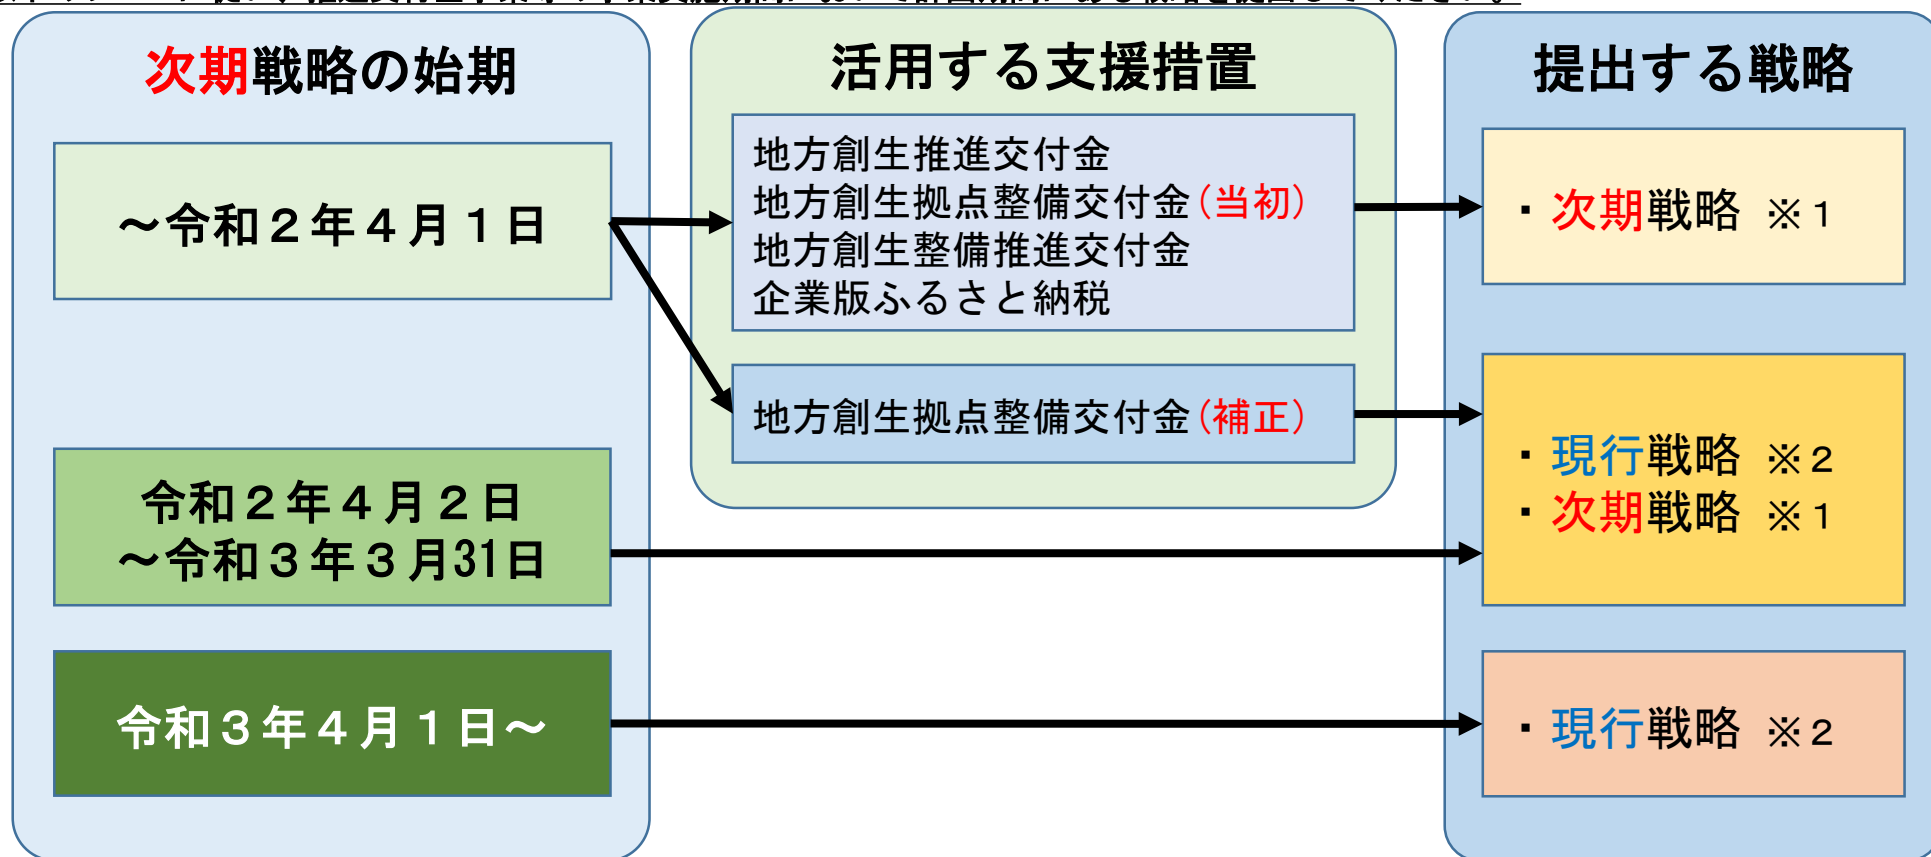 次期戦略の始期
～令和２年４月１日
令和２年４月２日
～令和３年３月31日
令和３年４月１日～
活用する支援措置
地方創生推進交付金
地方創生拠点整備交付金(当初)
地方創生整備推進交付金
企業版ふるさと納税
地方創生拠点整備交付金(補正)
提出する戦略
・次期戦略 ※１
・現行戦略 ※２
・次期戦略 ※１
・現行戦略 ※２